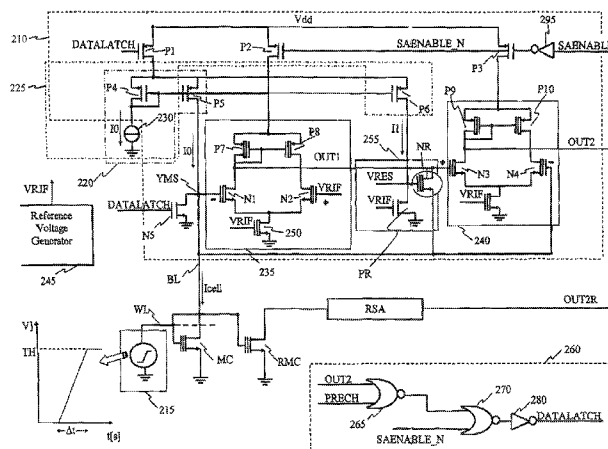 210
Vdd
295
DATALATCH
P1
P2
SAENABLE_N
SAENABLE
P3
225
P4
P5
P6
P9
P10
I0
230
I0
P7
P8
255
I1
NR
OUT1
OUT2
220
YMS
VRES
+
N3
N4
-
VRIF
DATALATCH
+
N1
N2
VRIF
-
VRIF
VRIF
Reference
Voltage
Generator
N5
VRIF
250
240
245
BL
235
PR
Icell
WL
RSA
OUT2R
V]
TH
MC
RMC
260
215
OUT2
270
PRECH
280
265
DATALATCH
Δt
t[s]
SAENABLE_N